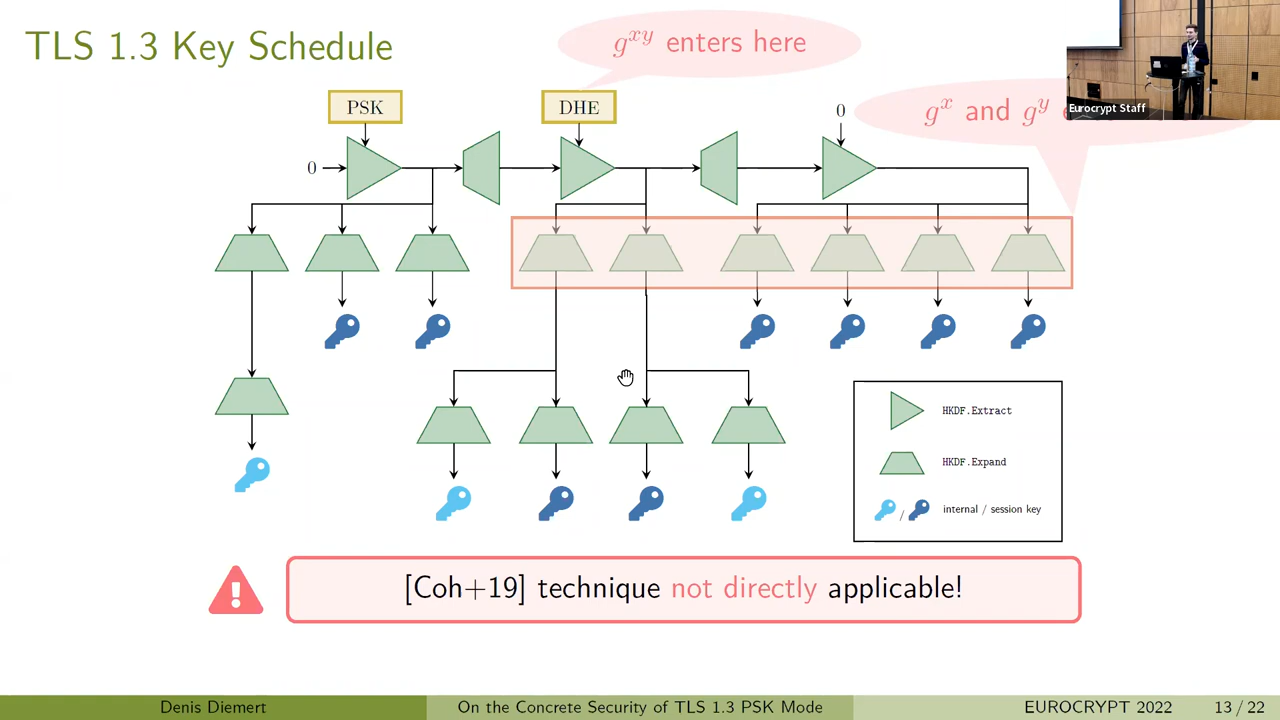 TLS 1.3 Key Schedule
g^{xy} enters here
Eurocrypt Staff
PSK
DHE
0
g^x and g^y
0
HKDF.Extract
HKDF.Expand
/
internal / session key
[Coh+19] technique not directly applicable!
Denis Diemert
On the Concrete Security of TLS 1.3 PSK Mode
EUROCRYPT 2022
13 / 22